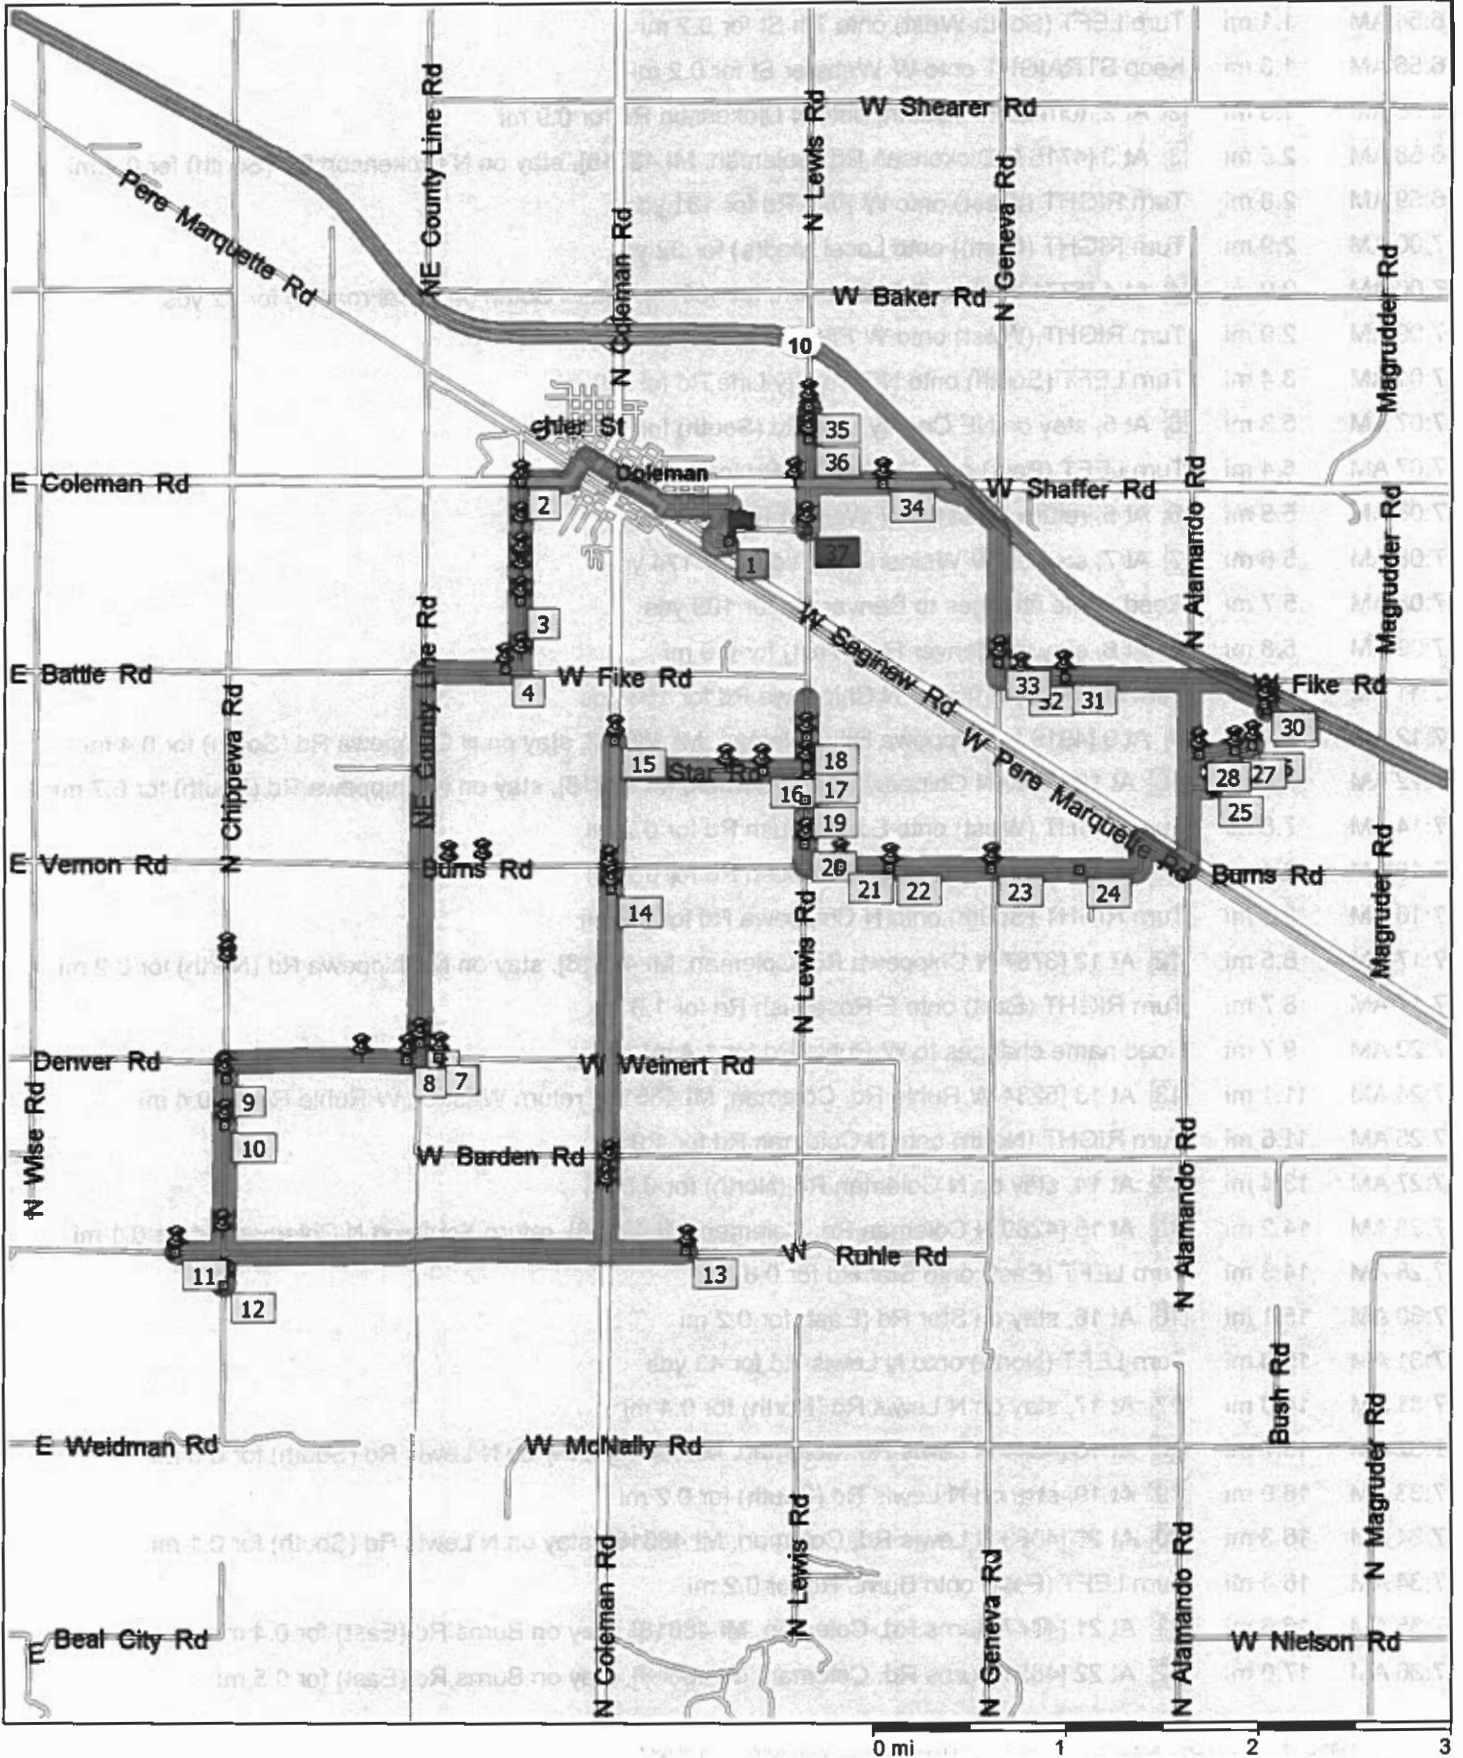 W Shearer Rd
N Lewis Rd
NE County Line Rd
N Geneva Rd
Pere Marquette Rd
N Coleman Rd
W Baker Rd
Magrudder Rd
10
35
36
Coleman
E Coleman Rd
W Shaffer Rd
2
34
N Alamando Rd
Magrudder Rd
1
37
3
NE County Line Rd
W Saginaw Rd
E Battle Rd
W Fike Rd
4
33
32
31
W Fike Rd
30
N Chippewa Rd
W Pere Marquette Rd
15
Star Rd
18
16
17
28
27
25
19
E Vernon Rd
Burns Rd
20
21
22
23
24
Burns Rd
14
N Lewis Rd
Magruder Rd
Denver Rd
W Weinert Rd
8
7
9
10
N Wise Rd
W Barden Rd
N Alamando Rd
W Ruhle Rd
11
13
12
Bush Rd
E Weidman Rd
W McNally Rd
N Magruder Rd
N Coleman Rd
N Lewis Rd
N Geneva Rd
N Alamando Rd
E Beal City Rd
W Nielson Rd
0 mi
1
2
3